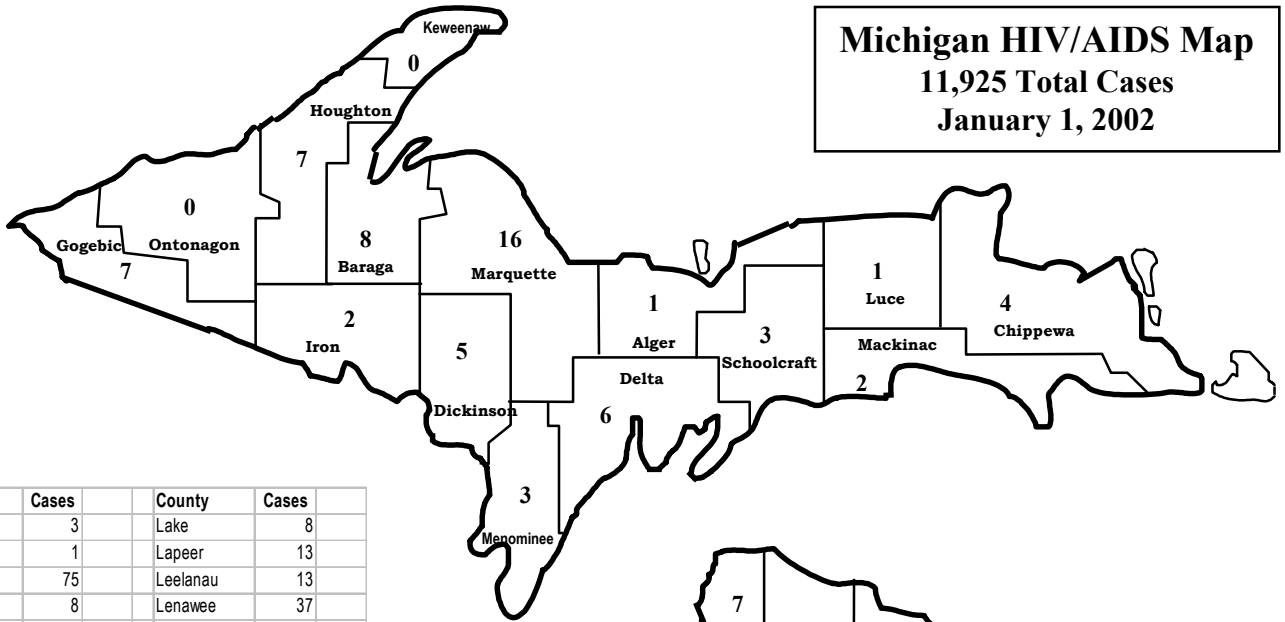 Michigan HIV/AIDS Map
11,925 Total Cases
January 1, 2002
Keweenaw
0
Houghton
7
0
Gogebic
Ontonagon
7
8
Baraga
16
Marquette
2
Iron
5
Dickinson
1
Alger
3
Schoolcraft
1
Luce
4
Chippewa
Mackinac
2
Delta
6
3
Menominee
7
Cases County Cases
3 Lake 8
1 Lapeer 13
75 Leelanau 13
8 Lenawee 37